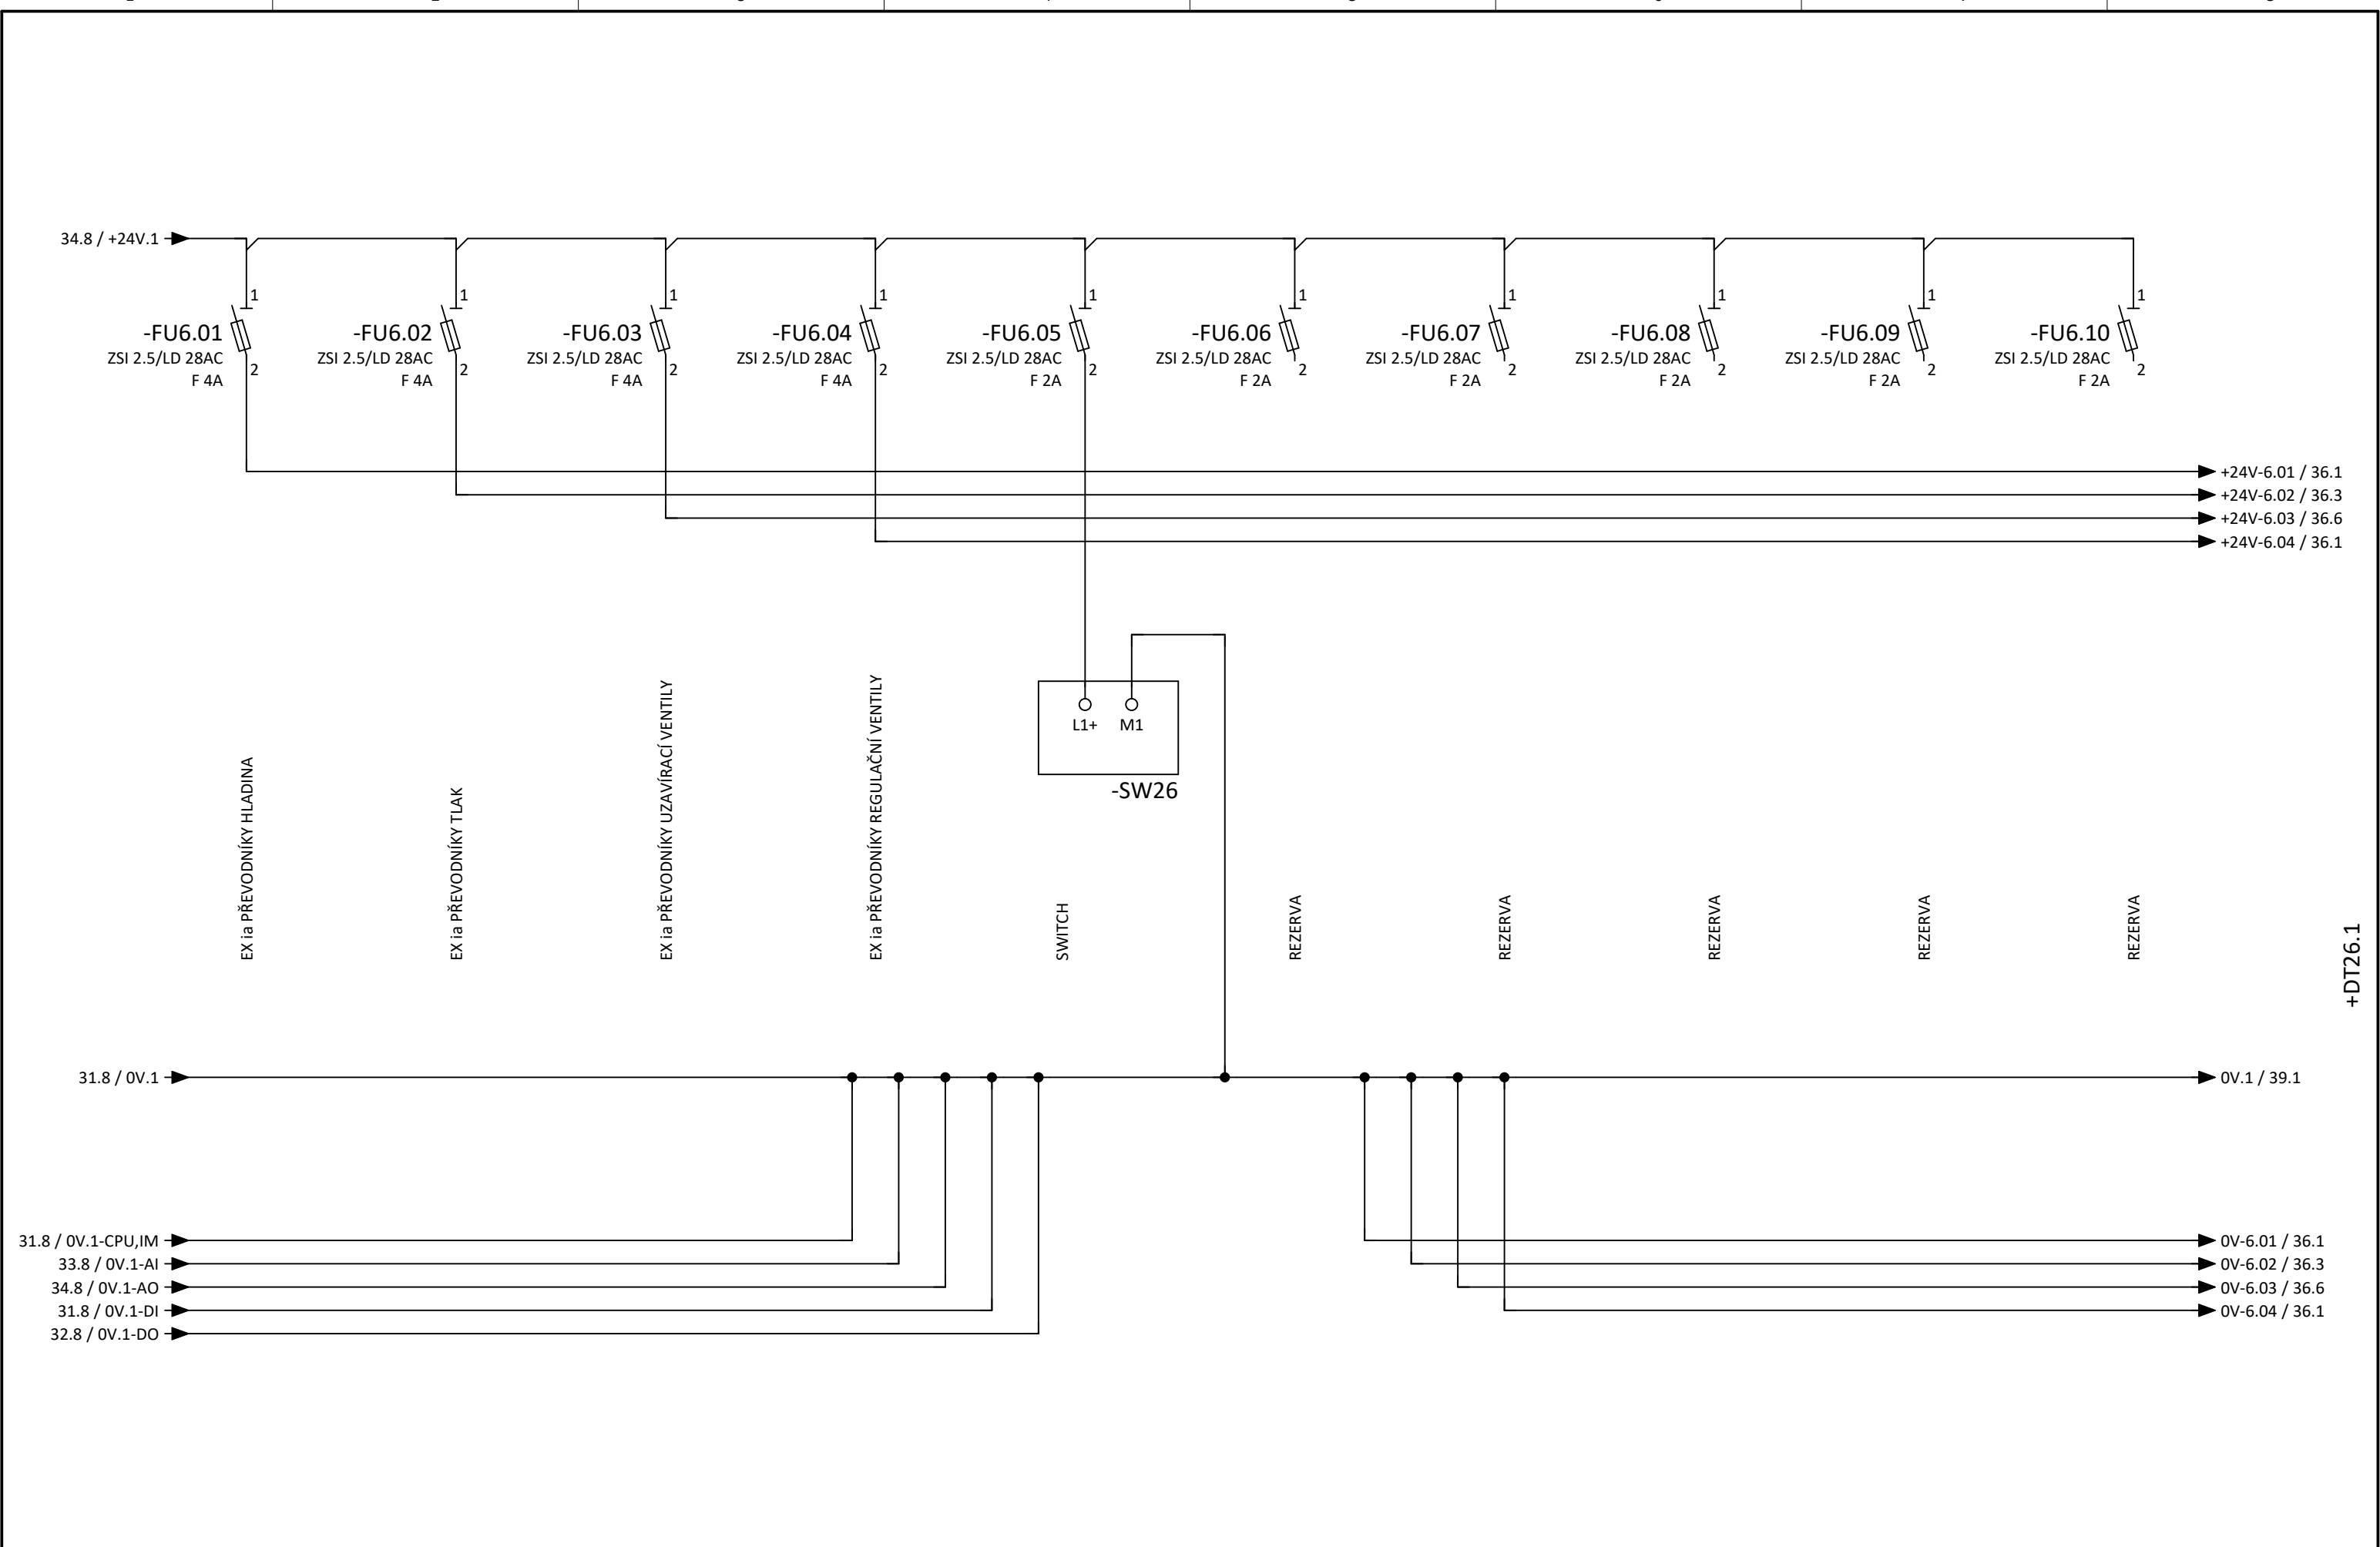 34.8 / +24V.1
1
1
1
1
1
1
1
1
1
1
-FU6.01
-FU6.02
-FU6.03
-FU6.04
-FU6.05
-FU6.06
-FU6.07
-FU6.08
-FU6.09
-FU6.10
ZSI 2.5/LD 28AC
ZSI 2.5/LD 28AC
ZSI 2.5/LD 28AC
ZSI 2.5/LD 28AC
ZSI 2.5/LD 28AC
ZSI 2.5/LD 28AC
ZSI 2.5/LD 28AC
ZSI 2.5/LD 28AC
ZSI 2.5/LD 28AC
ZSI 2.5/LD 28AC
2
2
2
2
2
2
2
2
2
2
F 4A
F 4A
F 4A
F 4A
F 2A
F 2A
F 2A
F 2A
F 2A
F 2A
+24V-6.01 / 36.1
+24V-6.02 / 36.3
+24V-6.03 / 36.6
+24V-6.04 / 36.1
L1+
M1
-SW26
EX ia PŘEVODNÍKY HLADINA
EX ia PŘEVODNÍKY TLAK
EX ia PŘEVODNÍKY UZAVÍRACÍ VENTILY
EX ia PŘEVODNÍKY REGULAČNÍ VENTILY
SWITCH
REZERVA
REZERVA
REZERVA
REZERVA
REZERVA
+DT26.1
31.8 / 0V.1
0V.1 / 39.1
31.8 / 0V.1-CPU,IM
33.8 / 0V.1-AI
34.8 / 0V.1-AO
31.8 / 0V.1-DI
32.8 / 0V.1-DO
0V-6.01 / 36.1
0V-6.02 / 36.3
0V-6.03 / 36.6
0V-6.04 / 36.1